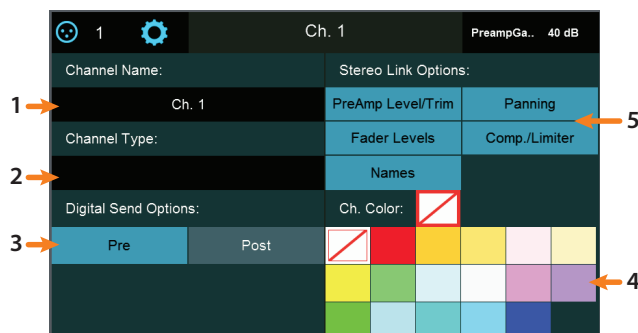 1
Ch. 1
PreampGa.. 40 dB
Channel Name:
Stereo Link Options:
1
Ch. 1
PreAmp Level/Trim
Panning
5
Channel Type:
Fader Levels
Comp./Limiter
2
Names
Digital Send Options:
Ch. Color:
3
Pre
Post
4